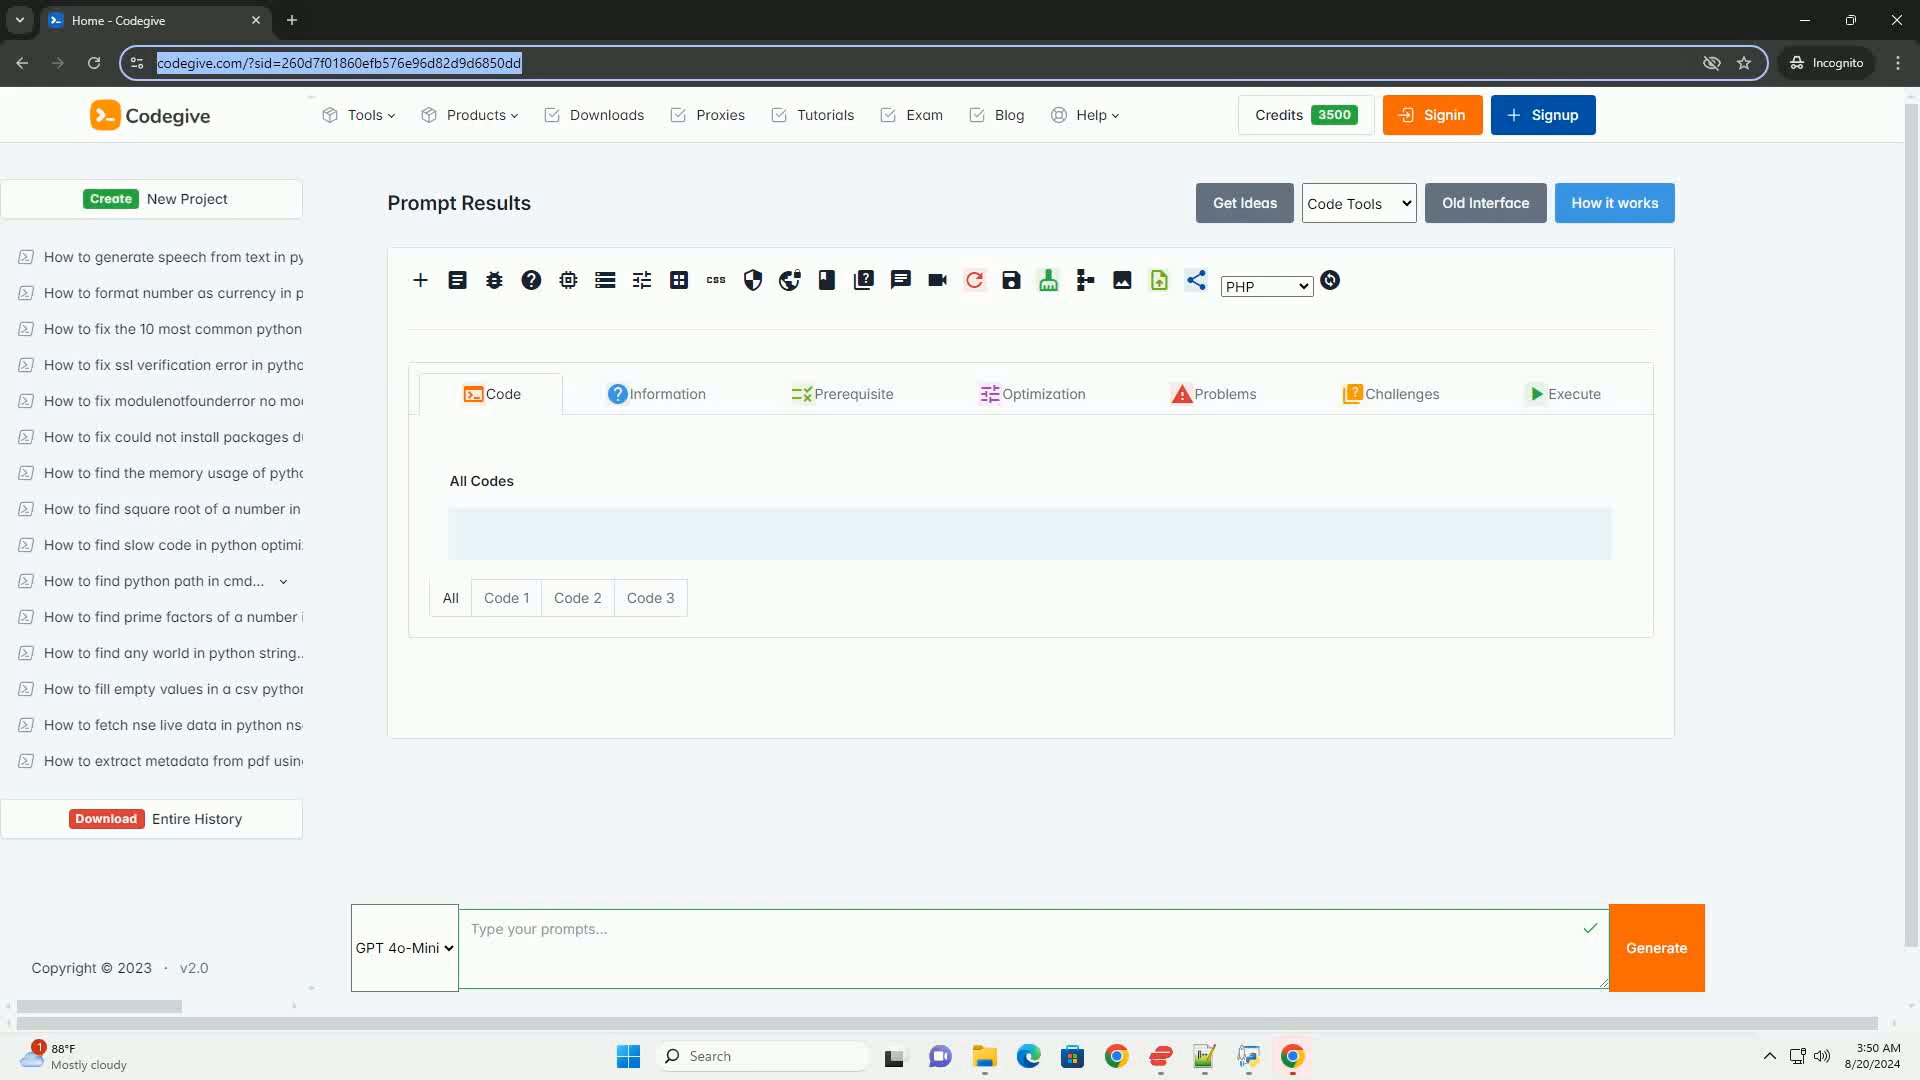 Home - Codegive
codegive.com/?sid=260d7f01860efb576e96d82d9d6850dd
Incognito
Codegive
Tools
Products
Downloads
Proxies
Tutorials
Exam
Blog
Help
Credits 3500
Signin
Signup
Create New Project
How to generate speech from text in py
How to format number as currency in p
How to fix the 10 most common python
How to fix ssl verification error in pytho
How to fix modulenotfounderror no mo
How to fix could not install packages d
How to find the memory usage of pytho
How to find square root of a number in
How to find slow code in python optimi
How to find python path in cmd...
How to find prime factors of a number i
How to find any world in python string..
How to fill empty values in a csv python
How to fetch nse live data in python ns
How to extract metadata from pdf usin
Download Entire History
Copyright © 2023 · v2.0
Prompt Results
Get Ideas
Code Tools
Old Interface
How it works
css
PHP
Code
Information
Prerequisite
Optimization
Problems
Challenges
Execute
All Codes
All
Code 1
Code 2
Code 3
GPT 4o-Mini
Type your prompts...
Generate
1
88°F
Mostly cloudy
Search
3:50 AM
8/20/2024